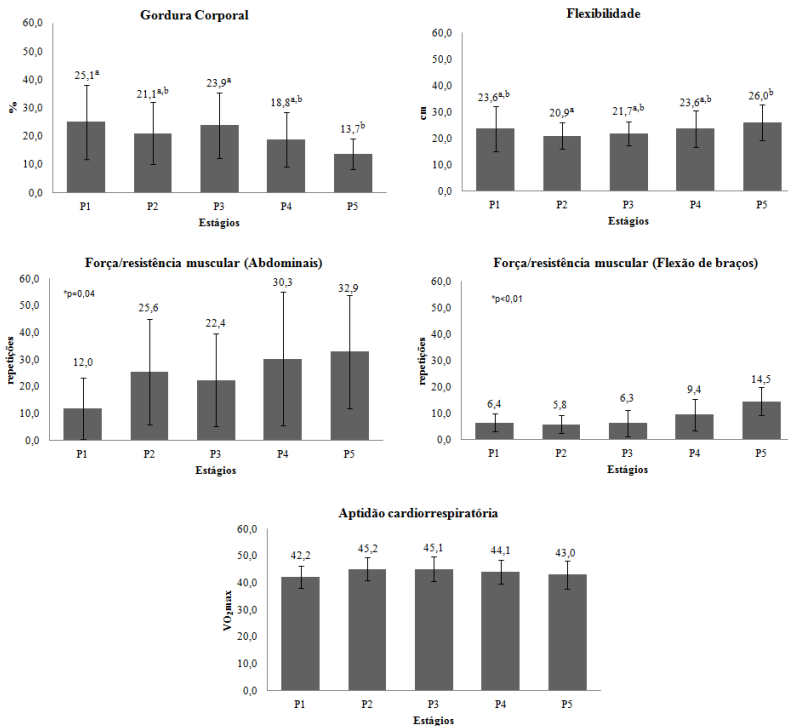 Gordura Corporal
60,0
50,0
40,0
30,0
20,0
10,0
0,0
%
25,1ᵃ
21,1ᵃ,ᵇ
23,9ᵃ
18,8ᵃ,ᵇ
13,7ᵇ
P1 P2 P3 P4 P5
Estágios
Flexibilidade
60,0
50,0
40,0
30,0
20,0
10,0
0,0
cm
23,6ᵃ,ᵇ
20,9ᵃ
21,7ᵃ,ᵇ
23,6ᵃ,ᵇ
26,0ᵇ
P1 P2 P3 P4 P5
Estágios
Força/resistência muscular (Abdominais)
60,0
50,0
40,0
30,0
20,0
10,0
0,0
repetições
*p=0,04
12,0
25,6
22,4
30,3
32,9
P1 P2 P3 P4 P5
Estágios
Força/resistência muscular (Flexão de braços)
60,0
50,0
40,0
30,0
20,0
10,0
0,0
repetições
*p<0,01
6,4
5,8
6,3
9,4
14,5
P1 P2 P3 P4 P5
Estágios
Aptidão cardiorrespiratória
60,0
50,0
40,0
30,0
20,0
10,0
0,0
VO₂max
42,2
45,2
45,1
44,1
43,0
P1 P2 P3 P4 P5
Estágios